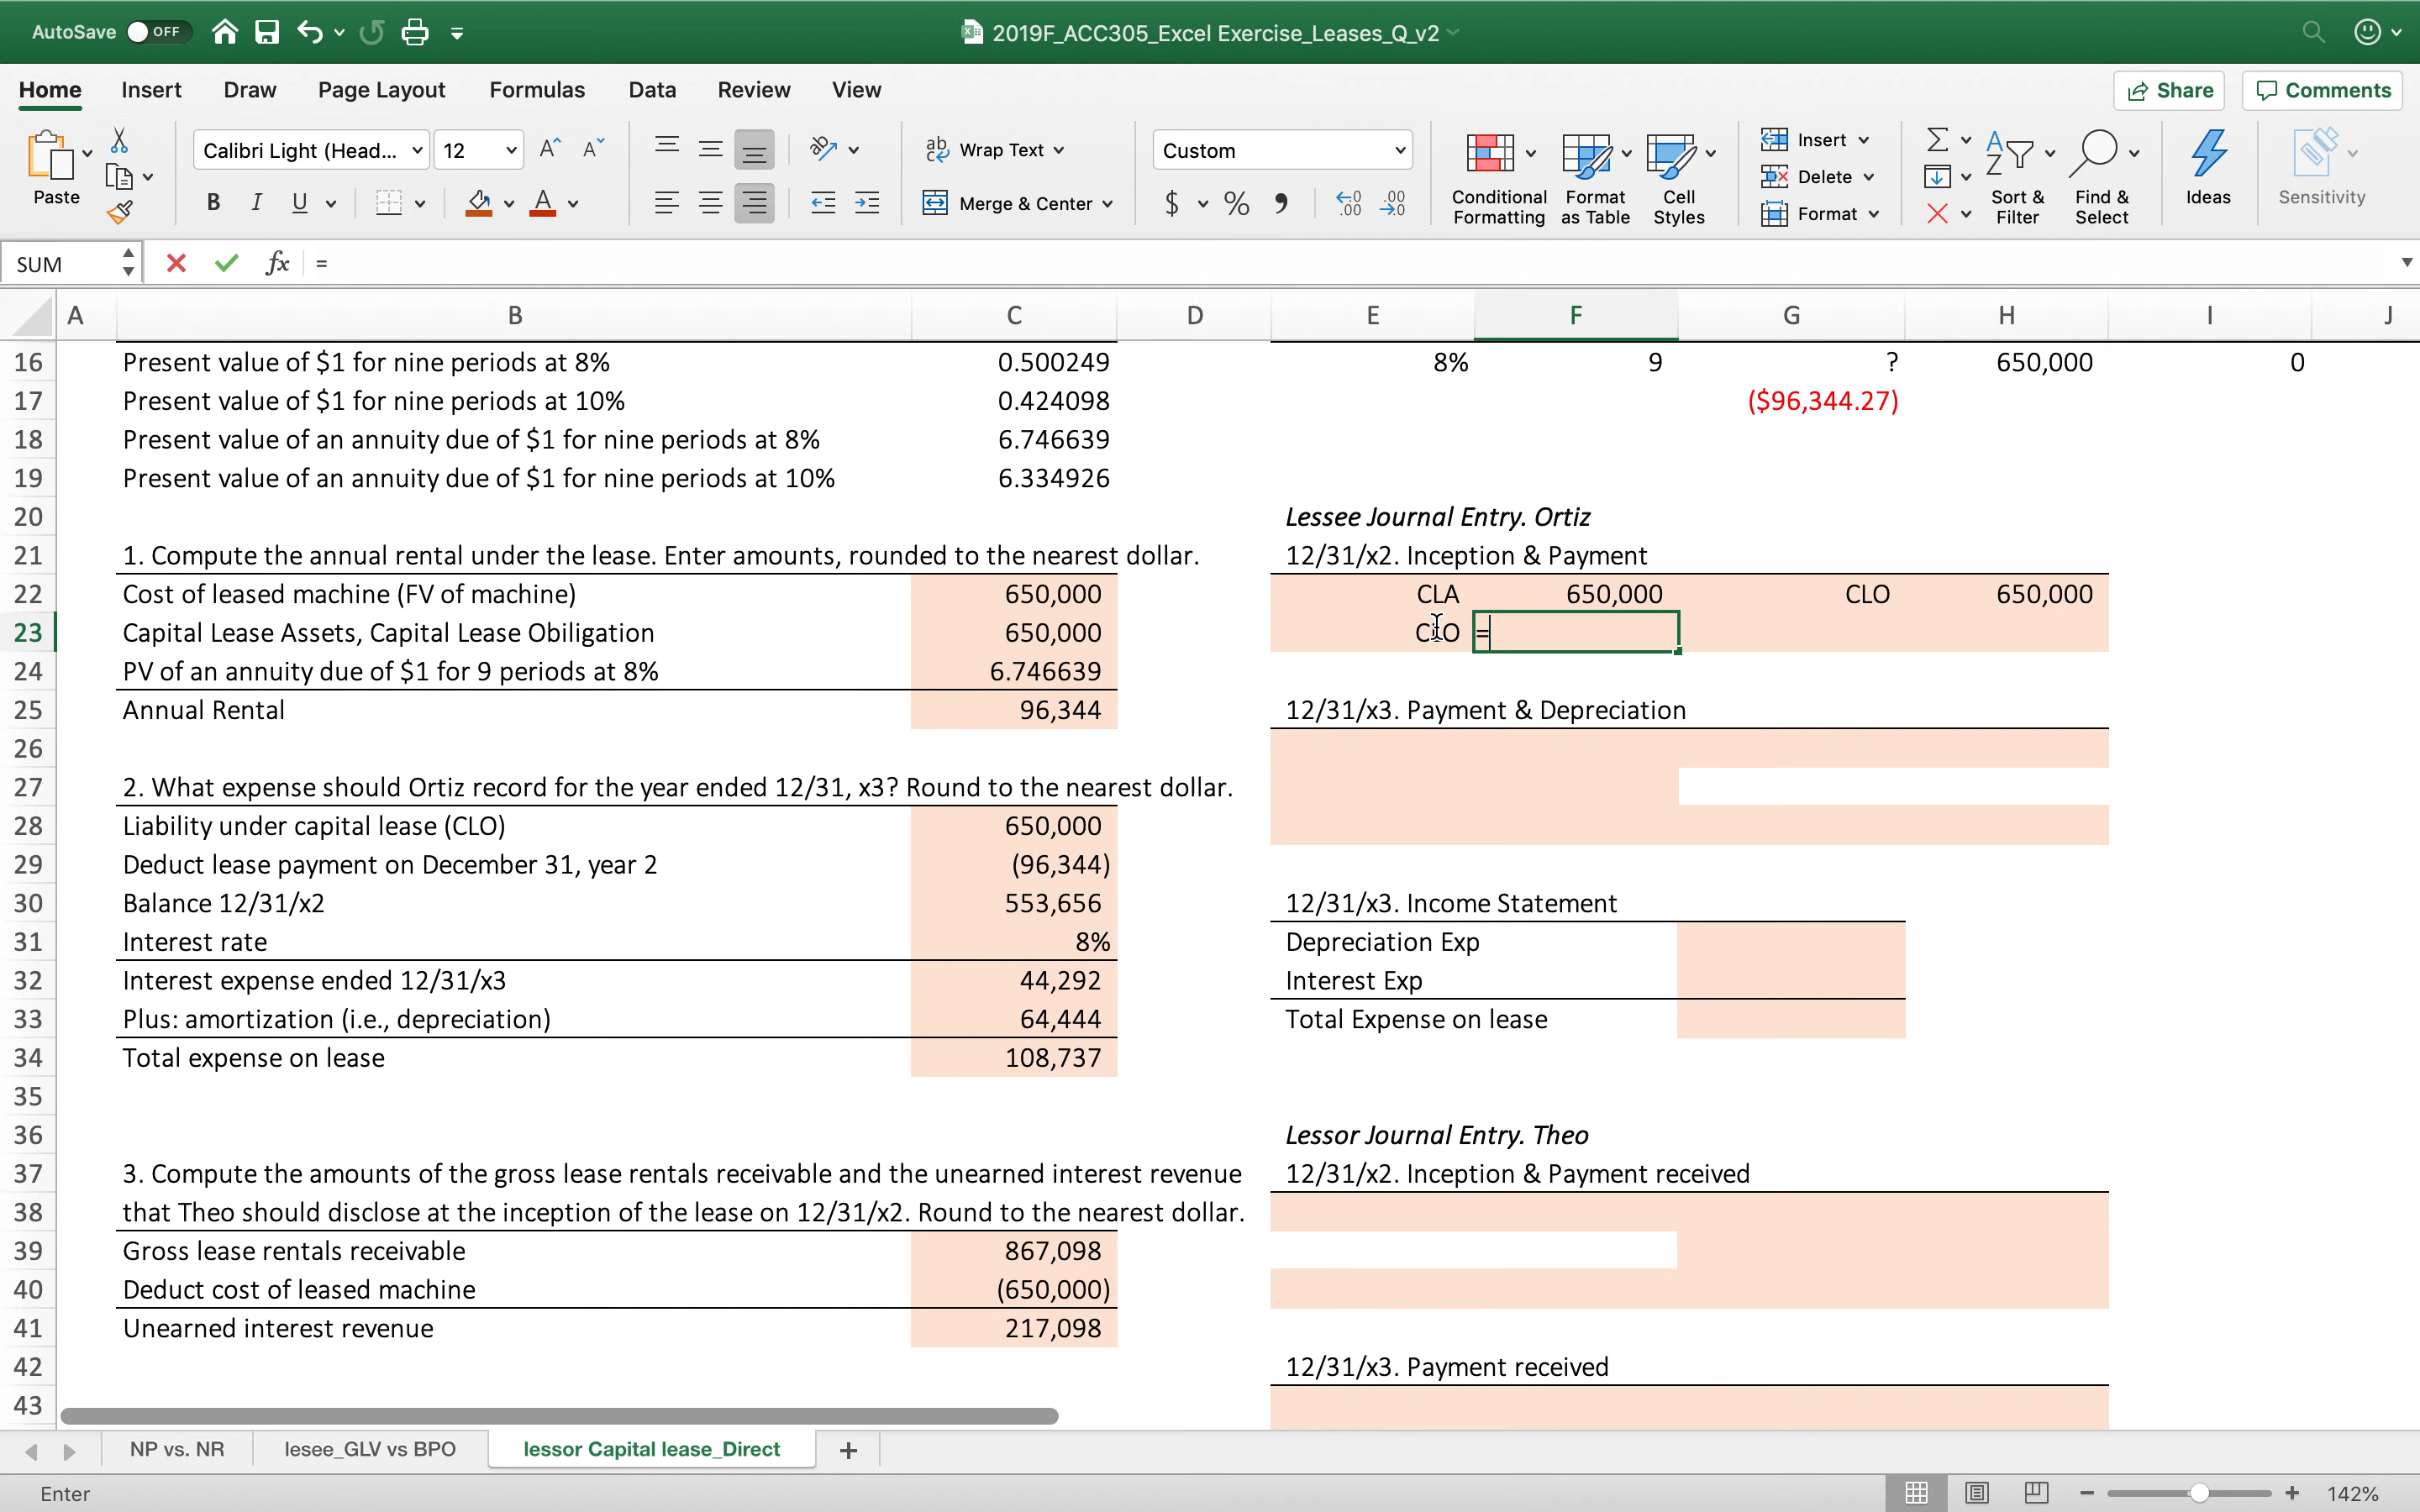 AutoSave OFF 2019F_ACC305_Excel Exercise_Leases_Q_v2
Home Insert Draw Page Layout Formulas Data Review View Share Comments
Paste Calibri Light (Head... 12 Wrap Text Custom Insert
B I U Merge & Center $ % Conditional Formatting Format as Table Cell Styles Delete Format Sort & Filter Find & Select Ideas Sensitivity
SUM fx =
A B C D E F G H I J
16 Present value of $1 for nine periods at 8% 0.500249 8% 9 ? 650,000 0
17 Present value of $1 for nine periods at 10% 0.424098 ($96,344.27)
18 Present value of an annuity due of $1 for nine periods at 8% 6.746639
19 Present value of an annuity due of $1 for nine periods at 10% 6.334926
20 Lessee Journal Entry. Ortiz
21 1. Compute the annual rental under the lease. Enter amounts, rounded to the nearest dollar. 12/31/x2. Inception & Payment
22 Cost of leased machine (FV of machine) 650,000 CLA 650,000 CLO 650,000
23 Capital Lease Assets, Capital Lease Obiligation 650,000 CLO =
24 PV of an annuity due of $1 for 9 periods at 8% 6.746639
25 Annual Rental 96,344 12/31/x3. Payment & Depreciation
26
27 2. What expense should Ortiz record for the year ended 12/31, x3? Round to the nearest dollar.
28 Liability under capital lease (CLO) 650,000
29 Deduct lease payment on December 31, year 2 (96,344)
30 Balance 12/31/x2 553,656 12/31/x3. Income Statement
31 Interest rate 8% Depreciation Exp
32 Interest expense ended 12/31/x3 44,292 Interest Exp
33 Plus: amortization (i.e., depreciation) 64,444 Total Expense on lease
34 Total expense on lease 108,737
35
36 Lessor Journal Entry. Theo
37 3. Compute the amounts of the gross lease rentals receivable and the unearned interest revenue 12/31/x2. Inception & Payment received
38 that Theo should disclose at the inception of the lease on 12/31/x2. Round to the nearest dollar.
39 Gross lease rentals receivable 867,098
40 Deduct cost of leased machine (650,000)
41 Unearned interest revenue 217,098
42 12/31/x3. Payment received
43
NP vs. NR lesee_GLV vs BPO lessor Capital lease_Direct +
Enter 142%